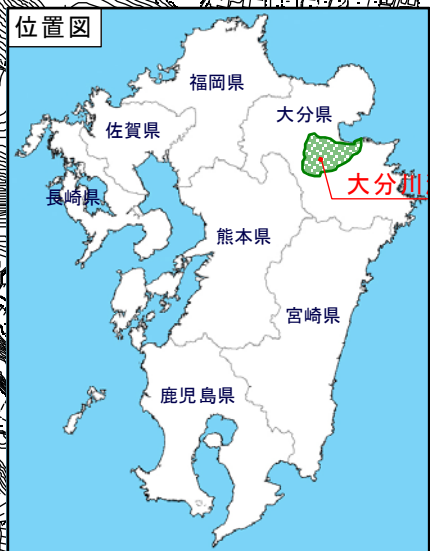 位置図
福岡県
大分県
佐賀県
大分川
長崎県
熊本県
宮崎県
鹿児島県